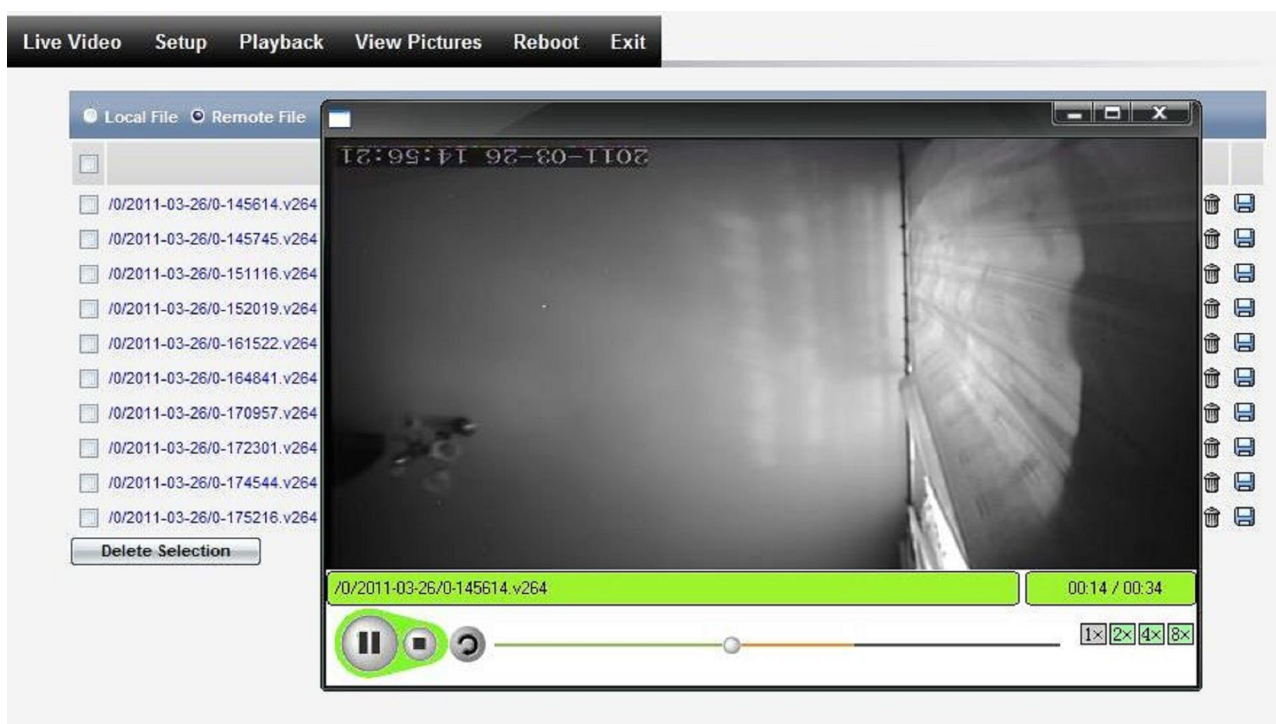 Live Video Setup Playback View Pictures Reboot Exit
Local File Remote File
2011-03-26 14:56:21
/0/2011-03-26/0-145614.v264
/0/2011-03-26/0-145745.v264
/0/2011-03-26/0-151116.v264
/0/2011-03-26/0-152019.v264
/0/2011-03-26/0-161522.v264
/0/2011-03-26/0-164841.v264
/0/2011-03-26/0-170957.v264
/0/2011-03-26/0-172301.v264
/0/2011-03-26/0-174544.v264
/0/2011-03-26/0-175216.v264
Delete Selection
/0/2011-03-26/0-145614.v264 00:14 / 00:34
1× 2× 4× 8×